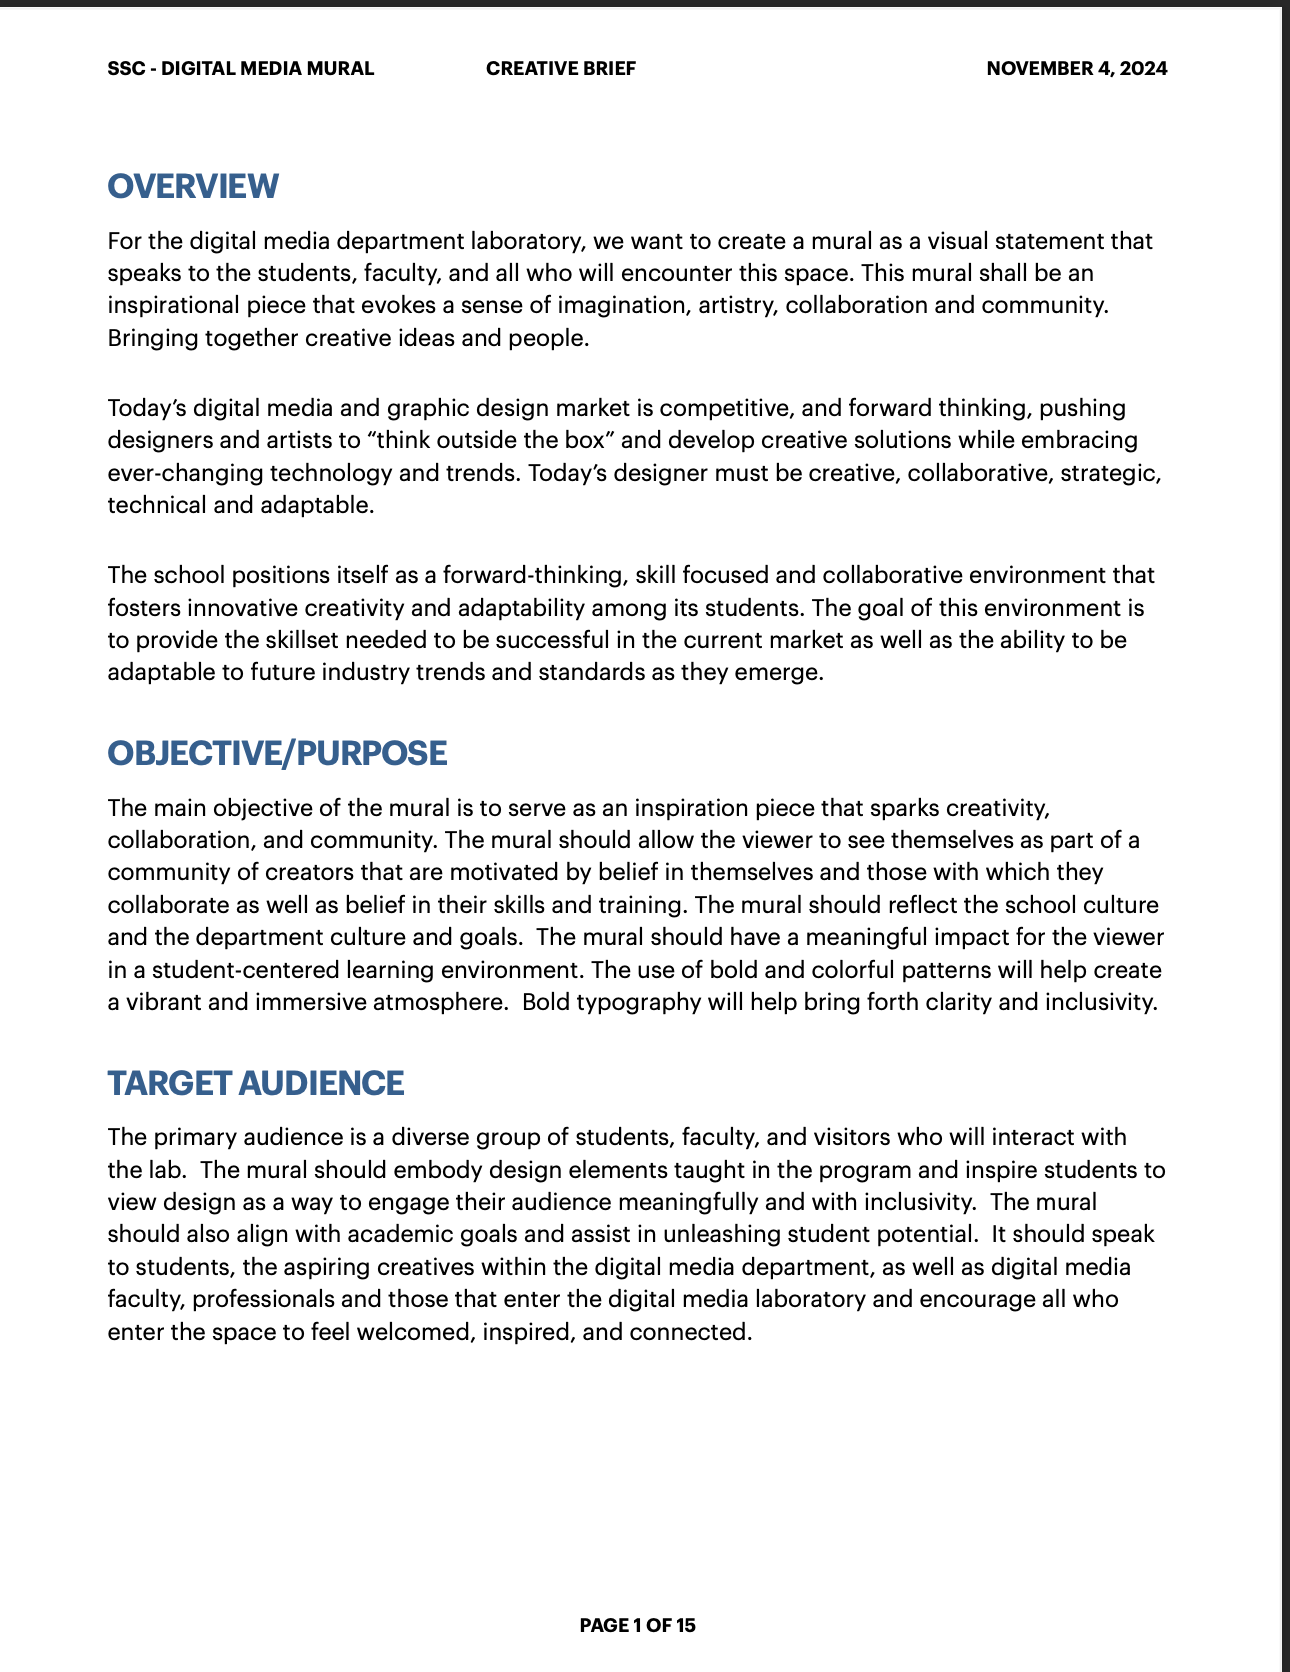 SSC - DIGITAL MEDIA MURAL CREATIVE BRIEF NOVEMBER 4, 2024
OVERVIEW
For the digital media department laboratory, we want to create a mural as a visual statement that
speaks to the students, faculty, and all who will encounter this space. This mural shall be an
inspirational piece that evokes a sense of imagination, artistry, collaboration and community.
Bringing together creative ideas and people.
Today’s digital media and graphic design market is competitive, and forward thinking, pushing
designers and artists to “think outside the box” and develop creative solutions while embracing
ever-changing technology and trends. Today’s designer must be creative, collaborative, strategic,
technical and adaptable.
The school positions itself as a forward-thinking, skill focused and collaborative environment that
fosters innovative creativity and adaptability among its students. The goal of this environment is
to provide the skillset needed to be successful in the current market as well as the ability to be
adaptable to future industry trends and standards as they emerge.
OBJECTIVE/PURPOSE
The main objective of the mural is to serve as an inspiration piece that sparks creativity,
collaboration, and community. The mural should allow the viewer to see themselves as part of a
community of creators that are motivated by belief in themselves and those with which they
collaborate as well as belief in their skills and training. The mural should reflect the school culture
and the department culture and goals.  The mural should have a meaningful impact for the viewer
in a student-centered learning environment. The use of bold and colorful patterns will help create
a vibrant and immersive atmosphere.  Bold typography will help bring forth clarity and inclusivity.
TARGET AUDIENCE
The primary audience is a diverse group of students, faculty, and visitors who will interact with
the lab.  The mural should embody design elements taught in the program and inspire students to
view design as a way to engage their audience meaningfully and with inclusivity.  The mural
should also align with academic goals and assist in unleashing student potential.  It should speak
to students, the aspiring creatives within the digital media department, as well as digital media
faculty, professionals and those that enter the digital media laboratory and encourage all who
enter the space to feel welcomed, inspired, and connected.
PAGE 1 OF 15